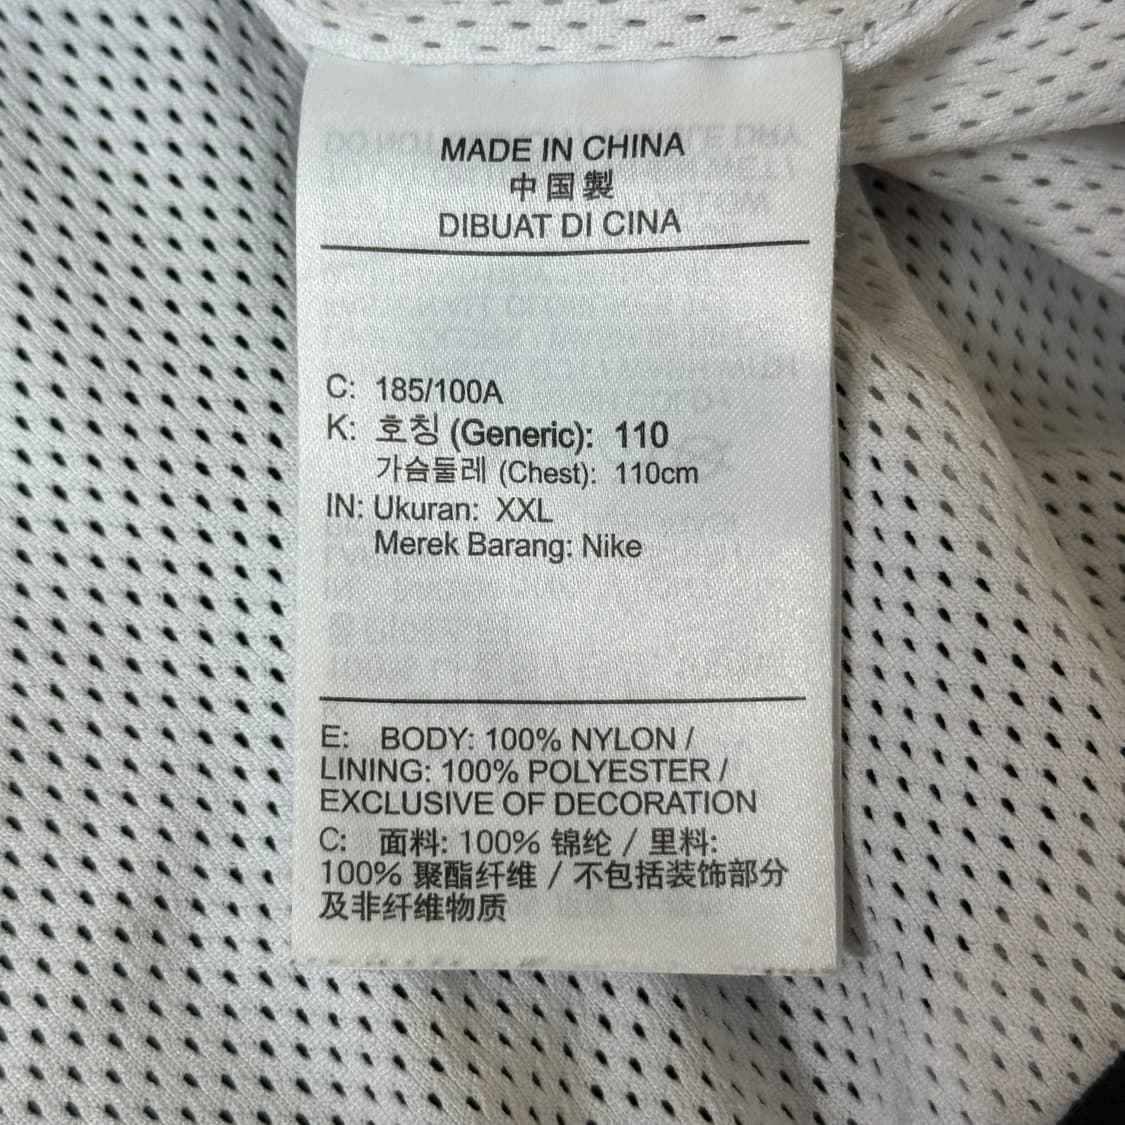 MADE IN CHINA
中国製
DIBUAT DI CINA
C: 185/100A
K: 호칭 (Generic): 110
가슴둘레 (Chest): 110cm
IN: Ukuran: XXL
Merek Barang: Nike
E: BODY: 100% NYLON /
LINING: 100% POLYESTER /
EXCLUSIVE OF DECORATION
C: 面料: 100% 锦纶 / 里料:
100% 聚酯纤维 / 不包括装饰部分
及非纤维物质